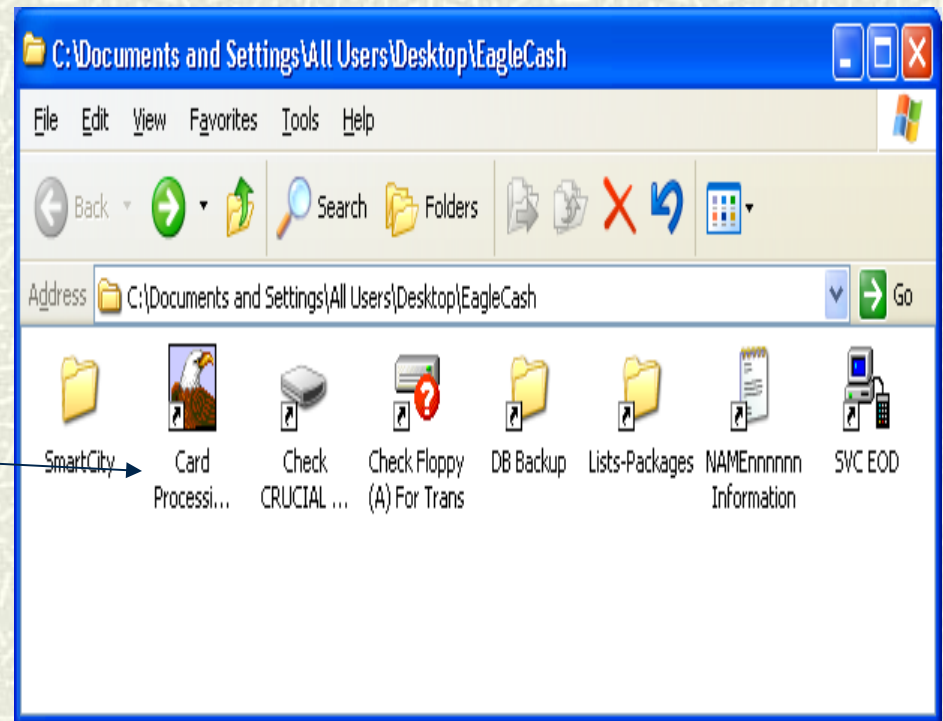 C:\Documents and Settings\All Users\Desktop\EagleCash
File Edit View Favorites Tools Help
Back Search Folders
Address C:\Documents and Settings\All Users\Desktop\EagleCash Go
SmartCity Card Check Check Floppy DB Backup Lists-Packages NAMEnnnnnn SVC EOD
Processi... CRUCIAL ... (A) For Trans Information